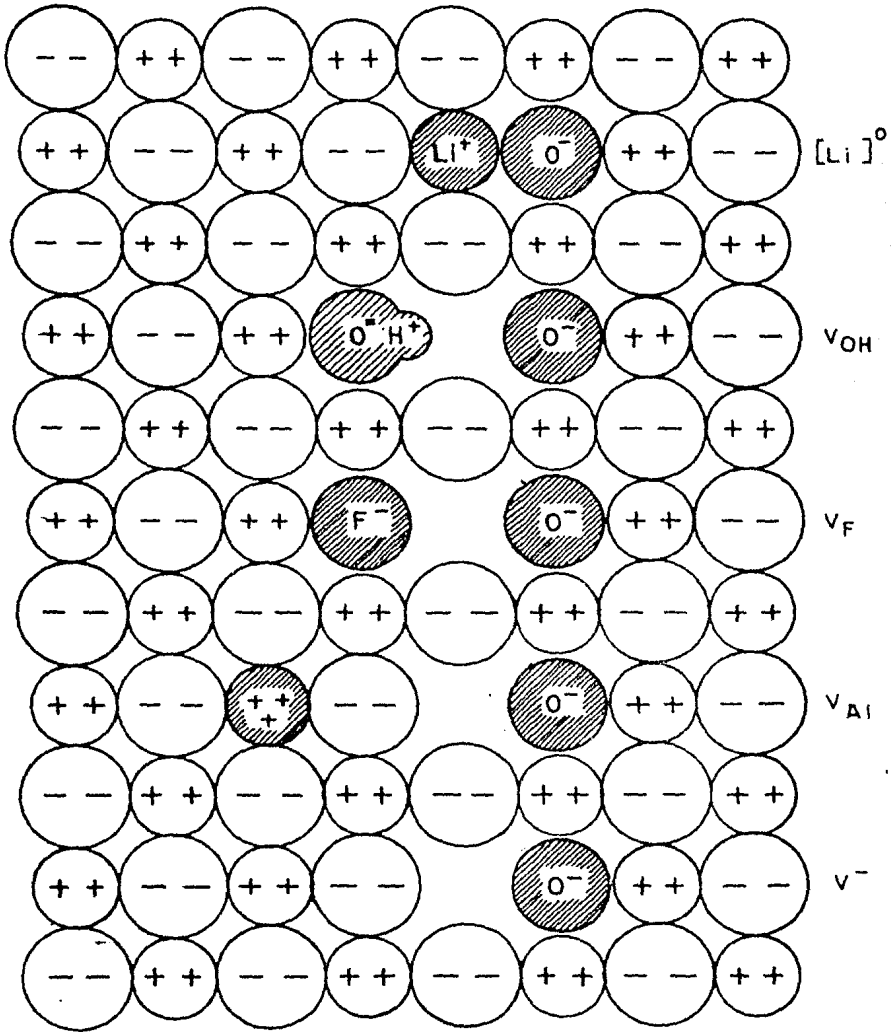 − − + + − − + + − − + + − − + +
+ + − − + + − − Li⁺ O⁻ + + − − [Li]⁰
− − + + − − + + − − + + − − + +
+ + − − + + O⁼ H⁺ O⁻ + + − − V_OH
− − + + − − + + − − + + − − + +
+ + − − + + F⁻ O⁻ + + − − V_F
− − + + − − + + − − + + − − + +
+ + − − + + + − − O⁻ + + − − V_Al
− − + + − − + + − − + + − − + +
+ + − − + + − − O⁻ + + − − V⁻
− − + + − − + + − − + + − − + +